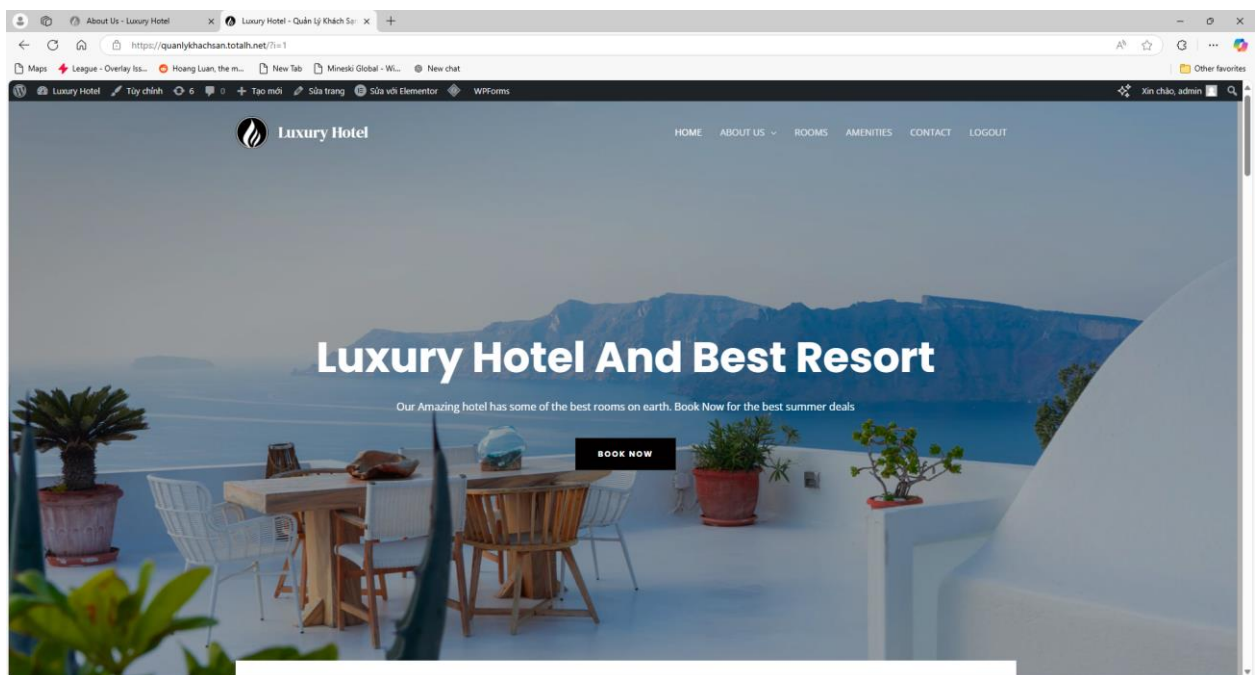 About Us - Luxury Hotel
Luxury Hotel - Quản Lý Khách Sạn
https://quanlykhachsan.totalh.net/?i=1
Maps
League - Overlay Iss...
Hoang Luan, the m...
New Tab
Mineski Global - Wi...
New chat
Other favorites
Luxury Hotel
Tùy chỉnh
6
0
Tạo mới
Sửa trang
Sửa với Elementor
WPForms
Xin chào, admin
Luxury Hotel
HOME ABOUT US ROOMS AMENITIES CONTACT LOGOUT
Luxury Hotel And Best Resort
Our Amazing hotel has some of the best rooms on earth. Book Now for the best summer deals
BOOK NOW